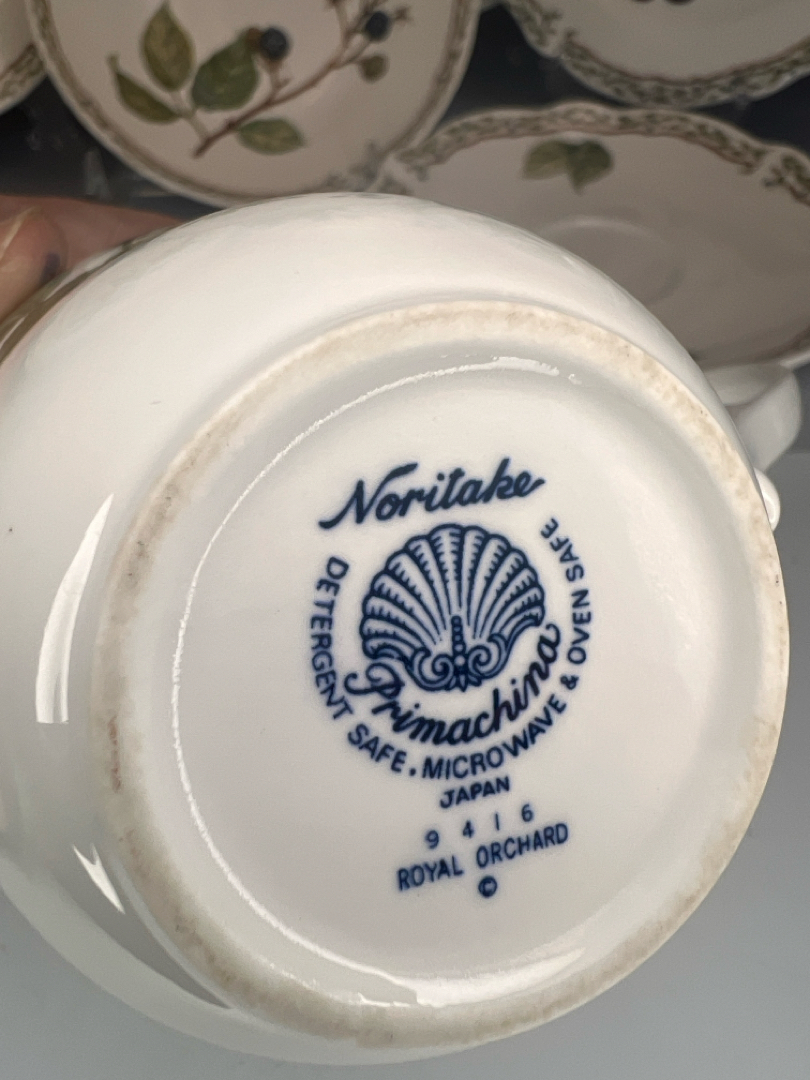 Noritake
Primachina
DETERGENT SAFE, MICROWAVE & OVEN SAFE
JAPAN
9416
ROYAL ORCHARD
©